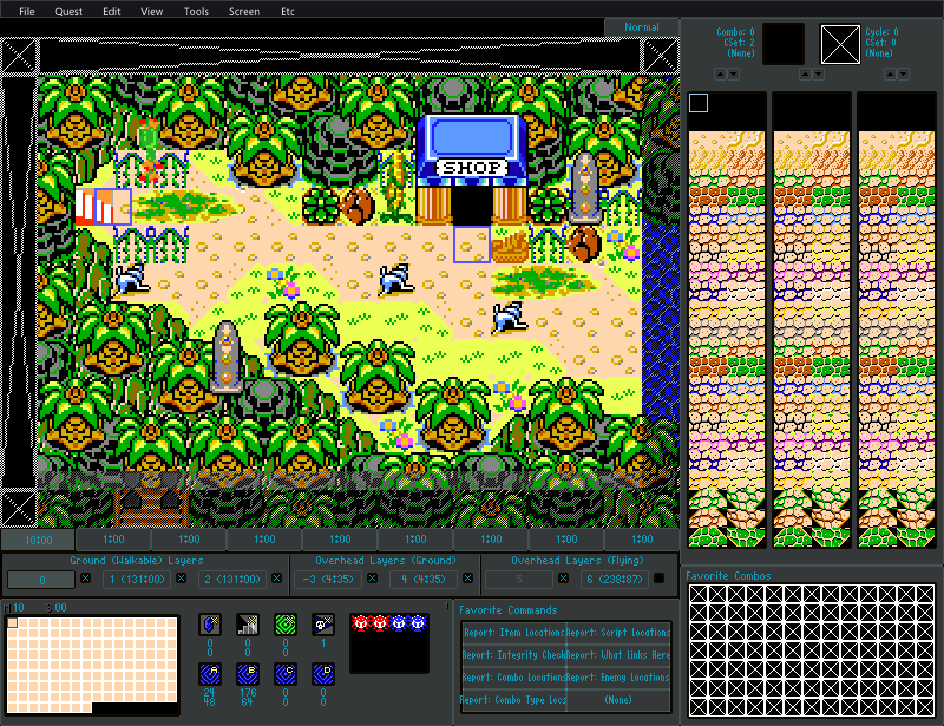 File Quest Edit View Tools Screen Etc
Normal
Combo: 0
CSet: 2
(None)
Cycle: 0
CSet: 0
(None)
SHOP
10:00 1:00 1:00 1:00 1:00 1:00 1:00 1:00 1:00
Ground (Walkable) Layers Overhead Layers (Ground) Overhead Layers (Flying)
0 X 1 (131:00) X 2 (131:00) X -3 (4:35) X 4 (4:35) X 5 X 6 (238:87)
M:10 S:00
0 0 0 1
0 0 0
A B C D
24 176 0 0
48 64 0 0
Favorite Commands
Report: Item Locations Report: Script Locations
Report: Integrity Check Report: What Links Here
Report: Combo Locations Report: Enemy Locations
Report: Combo Type Locs (None)
Favorite Combos